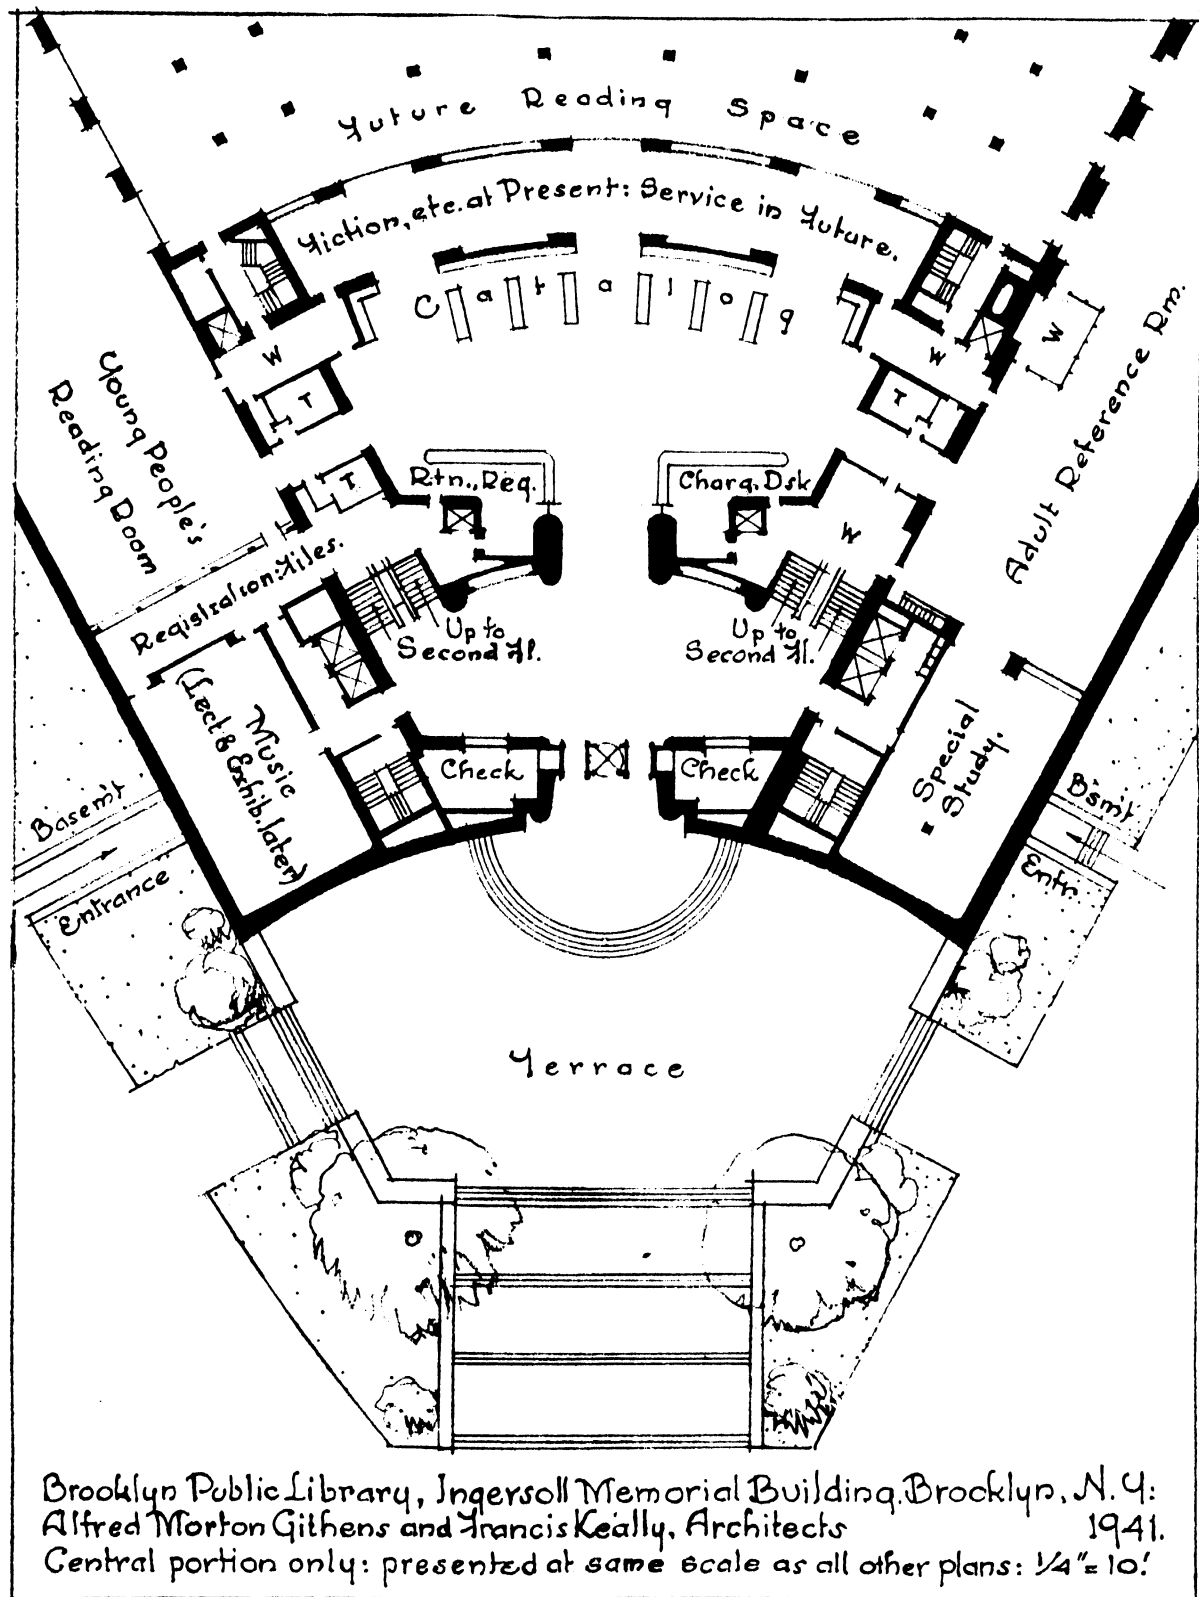 Future Reading Space
Fiction, etc. at Present: Service in Future.
Catalog
W
W
W
T
T
Young People's
Reading Room
Adult Reference Rm.
T
Rtn., Req.
Charg. Dsk
W
Registration: Files.
Up to
Second Fl.
Up to
Second Fl.
Music
(Lect & Exhib. later)
Check
Check
Special
Study.
Basem't
Entrance
Bsmt
Entr.
Terrace
Brooklyn Public Library, Ingersoll Memorial Building. Brocklyn, N.Y:
Alfred Morton Githens and Francis Keally, Architects 1941.
Central portion only: presented at same scale as all other plans: 1/4"= 10'.